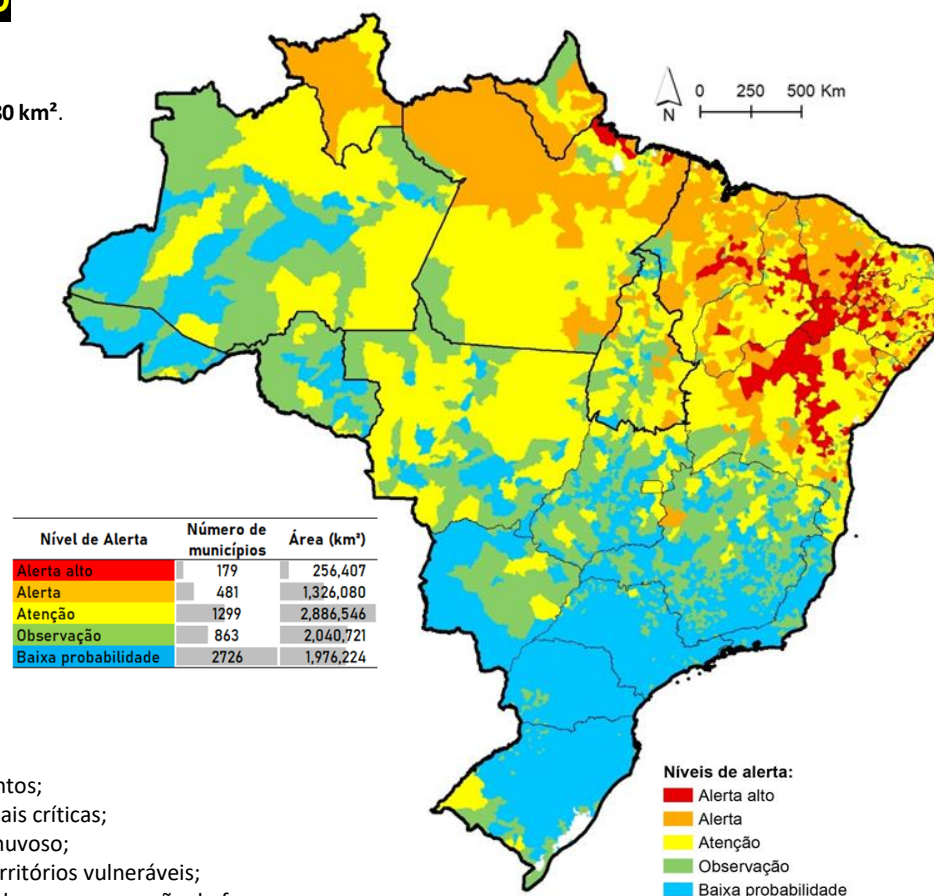 0 km².
N
0 250 500 Km
Nível de Alerta Número de municípios Área (km²)
Alerta alto 179 256,407
Alerta 481 1,326,080
Atenção 1299 2,886,546
Observação 863 2,040,721
Baixa probabilidade 2726 1,976,224
ntos;
ais críticas;
nuvoso;
rritórios vulneráveis;
Níveis de alerta:
Alerta alto
Alerta
Atenção
Observação
Baixa probabilidade